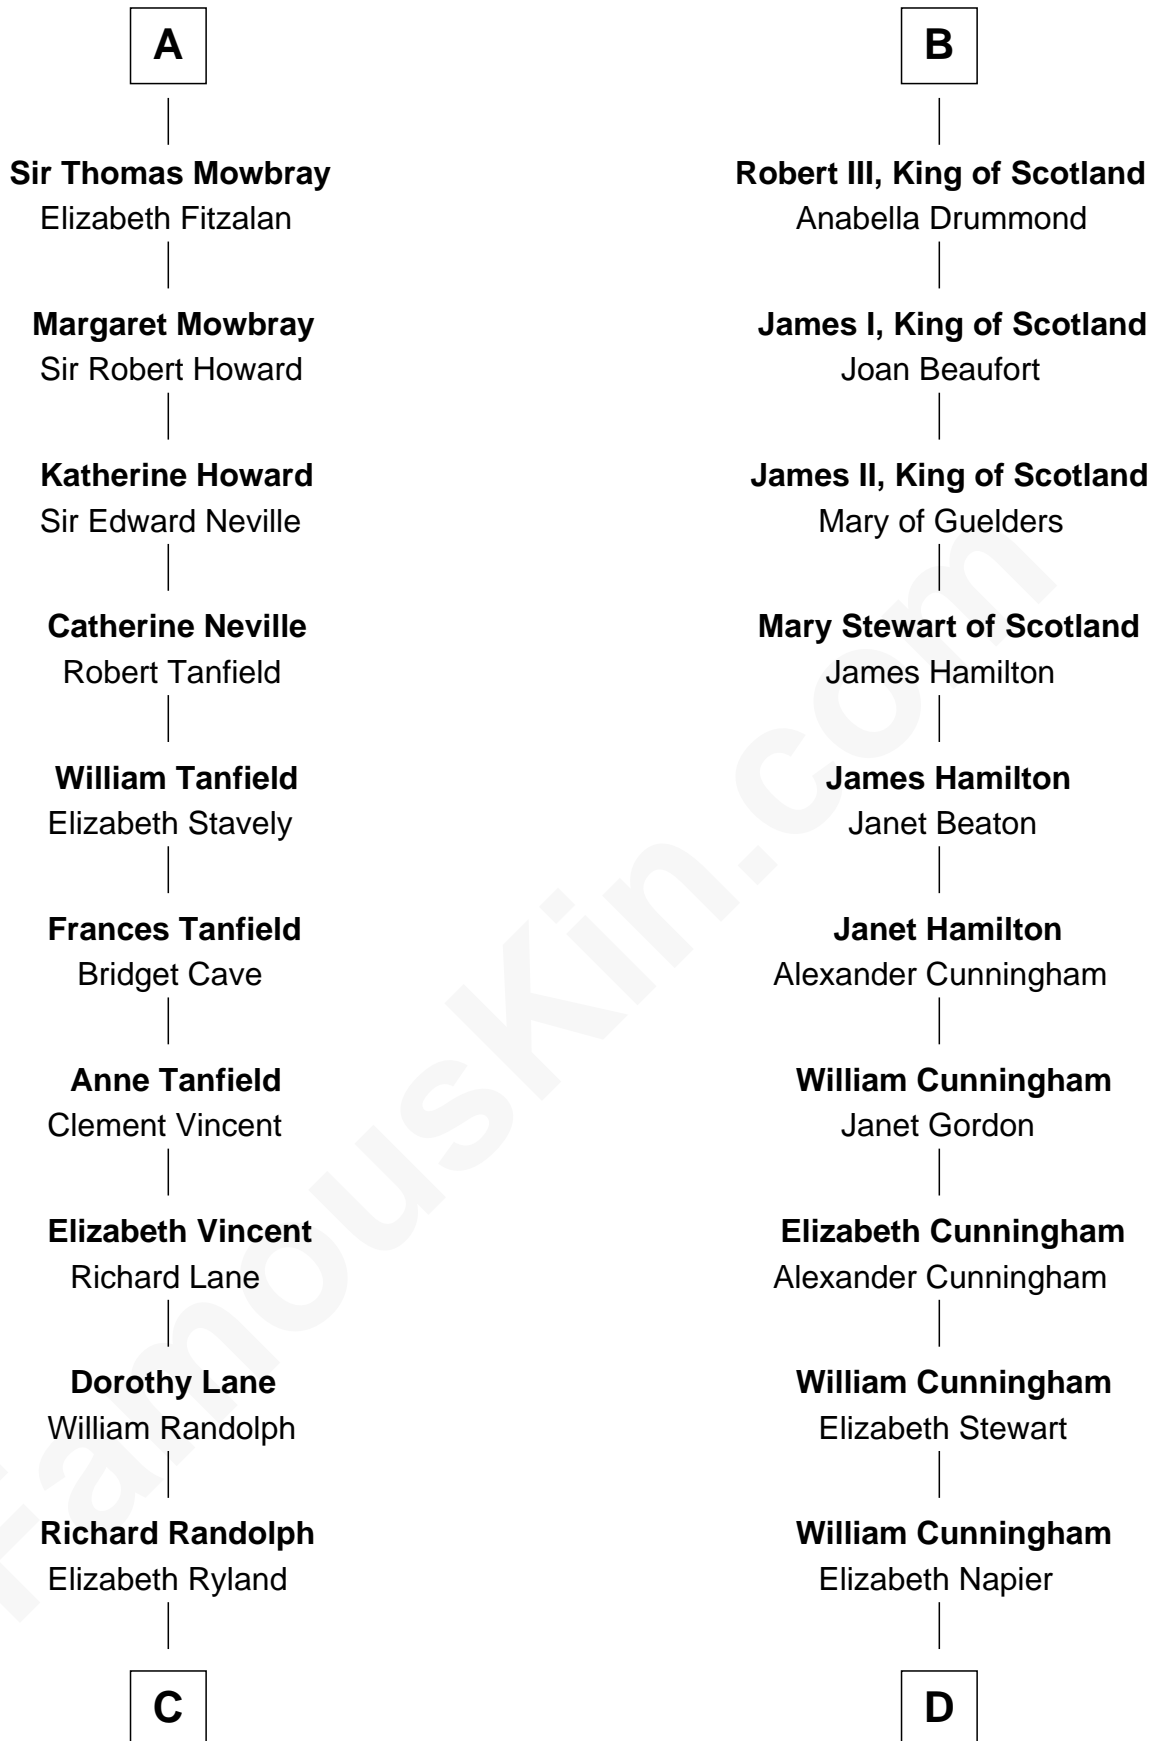 A
Sir Thomas Mowbray
Elizabeth Fitzalan
Margaret Mowbray
Sir Robert Howard
Katherine Howard
Sir Edward Neville
Catherine Neville
Robert Tanfield
William Tanfield
Elizabeth Stavely
Frances Tanfield
Bridget Cave
Anne Tanfield
Clement Vincent
Elizabeth Vincent
Richard Lane
Dorothy Lane
William Randolph
Richard Randolph
Elizabeth Ryland
C
B
Robert III, King of Scotland
Anabella Drummond
James I, King of Scotland
Joan Beaufort
James II, King of Scotland
Mary of Guelders
Mary Stewart of Scotland
James Hamilton
James Hamilton
Janet Beaton
Janet Hamilton
Alexander Cunningham
William Cunningham
Janet Gordon
Elizabeth Cunningham
Alexander Cunningham
William Cunningham
Elizabeth Stewart
William Cunningham
Elizabeth Napier
D
FamousKin.com